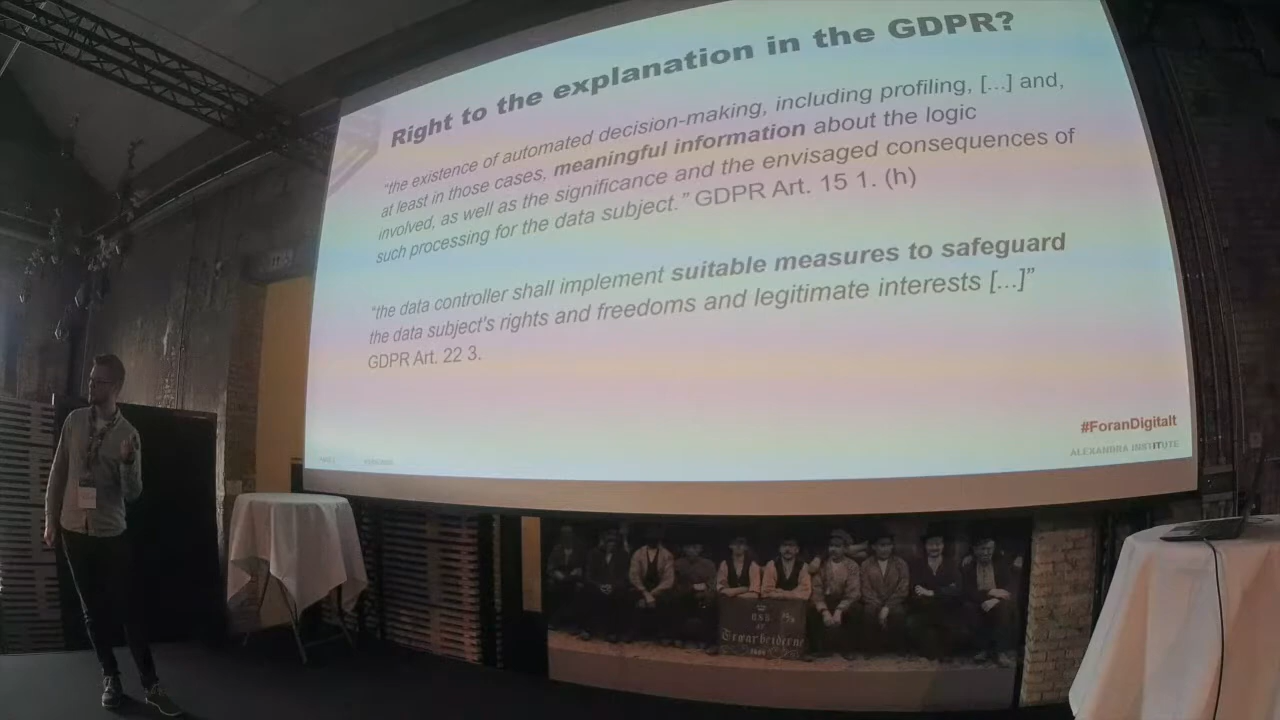 Right to the explanation in the GDPR?
“the existence of automated decision-making, including profiling, [...] and,
at least in those cases, meaningful information about the logic
involved, as well as the significance and the envisaged consequences of
such processing for the data subject.” GDPR Art. 15 1. (h)
“the data controller shall implement suitable measures to safeguard
the data subject's rights and freedoms and legitimate interests [...]”
GDPR Art. 22 3.
#ForanDigitalt
ALEXANDRA INSTITUTE